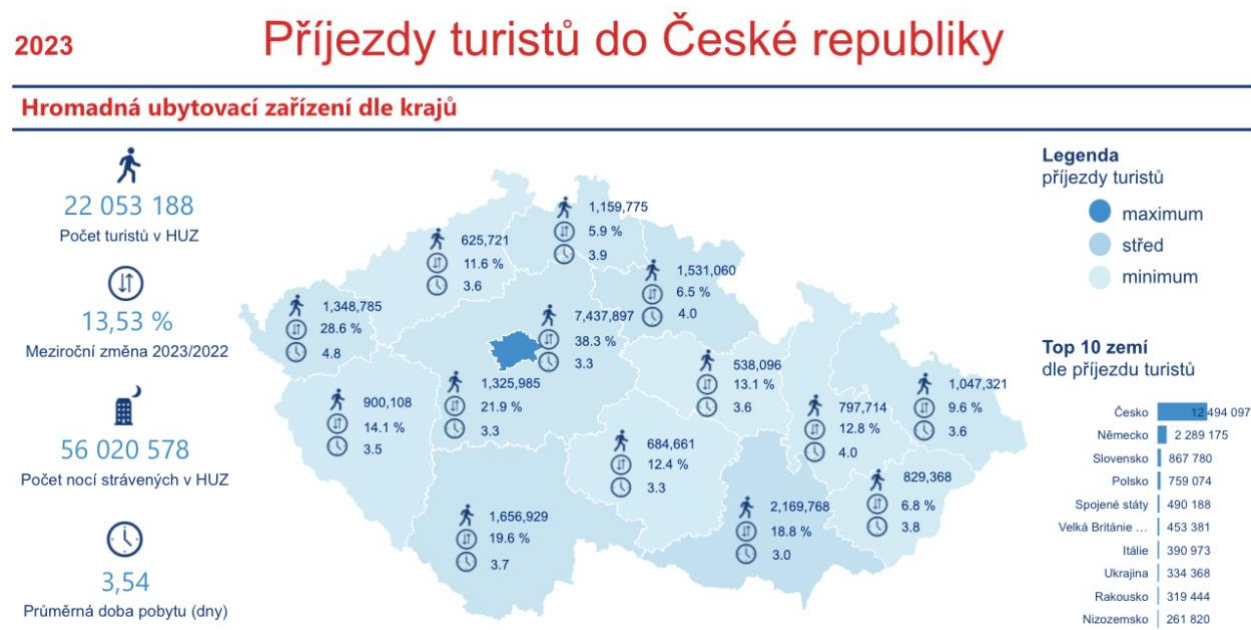 2023
Příjezdy turistů do České republiky
Hromadná ubytovací zařízení dle krajů
22 053 188
Počet turistů v HUZ
13,53 %
Meziroční změna 2023/2022
56 020 578
Počet nocí strávených v HUZ
3,54
Průměrná doba pobytu (dny)
1,159,775
5.9 %
3.9
625,721
11.6 %
3.6
1,531,060
6.5 %
4.0
1,348,785
28.6 %
4.8
7,437,897
38.3 %
3.3
1,325,985
21.9 %
3.3
538,096
13.1 %
3.6
1,047,321
9.6 %
3.6
900,108
14.1 %
3.5
797,714
12.8 %
4.0
684,661
12.4 %
3.3
829,368
6.8 %
3.8
2,169,768
18.8 %
3.0
1,656,929
19.6 %
3.7
Legenda
příjezdy turistů
maximum
střed
minimum
Top 10 zemí
dle příjezdu turistů
Česko 12 494 097
Německo 2 289 175
Slovensko 867 780
Polsko 759 074
Spojené státy 490 188
Velká Británie ... 453 381
Itálie 390 973
Ukrajina 334 368
Rakousko 319 444
Nizozemsko 261 820